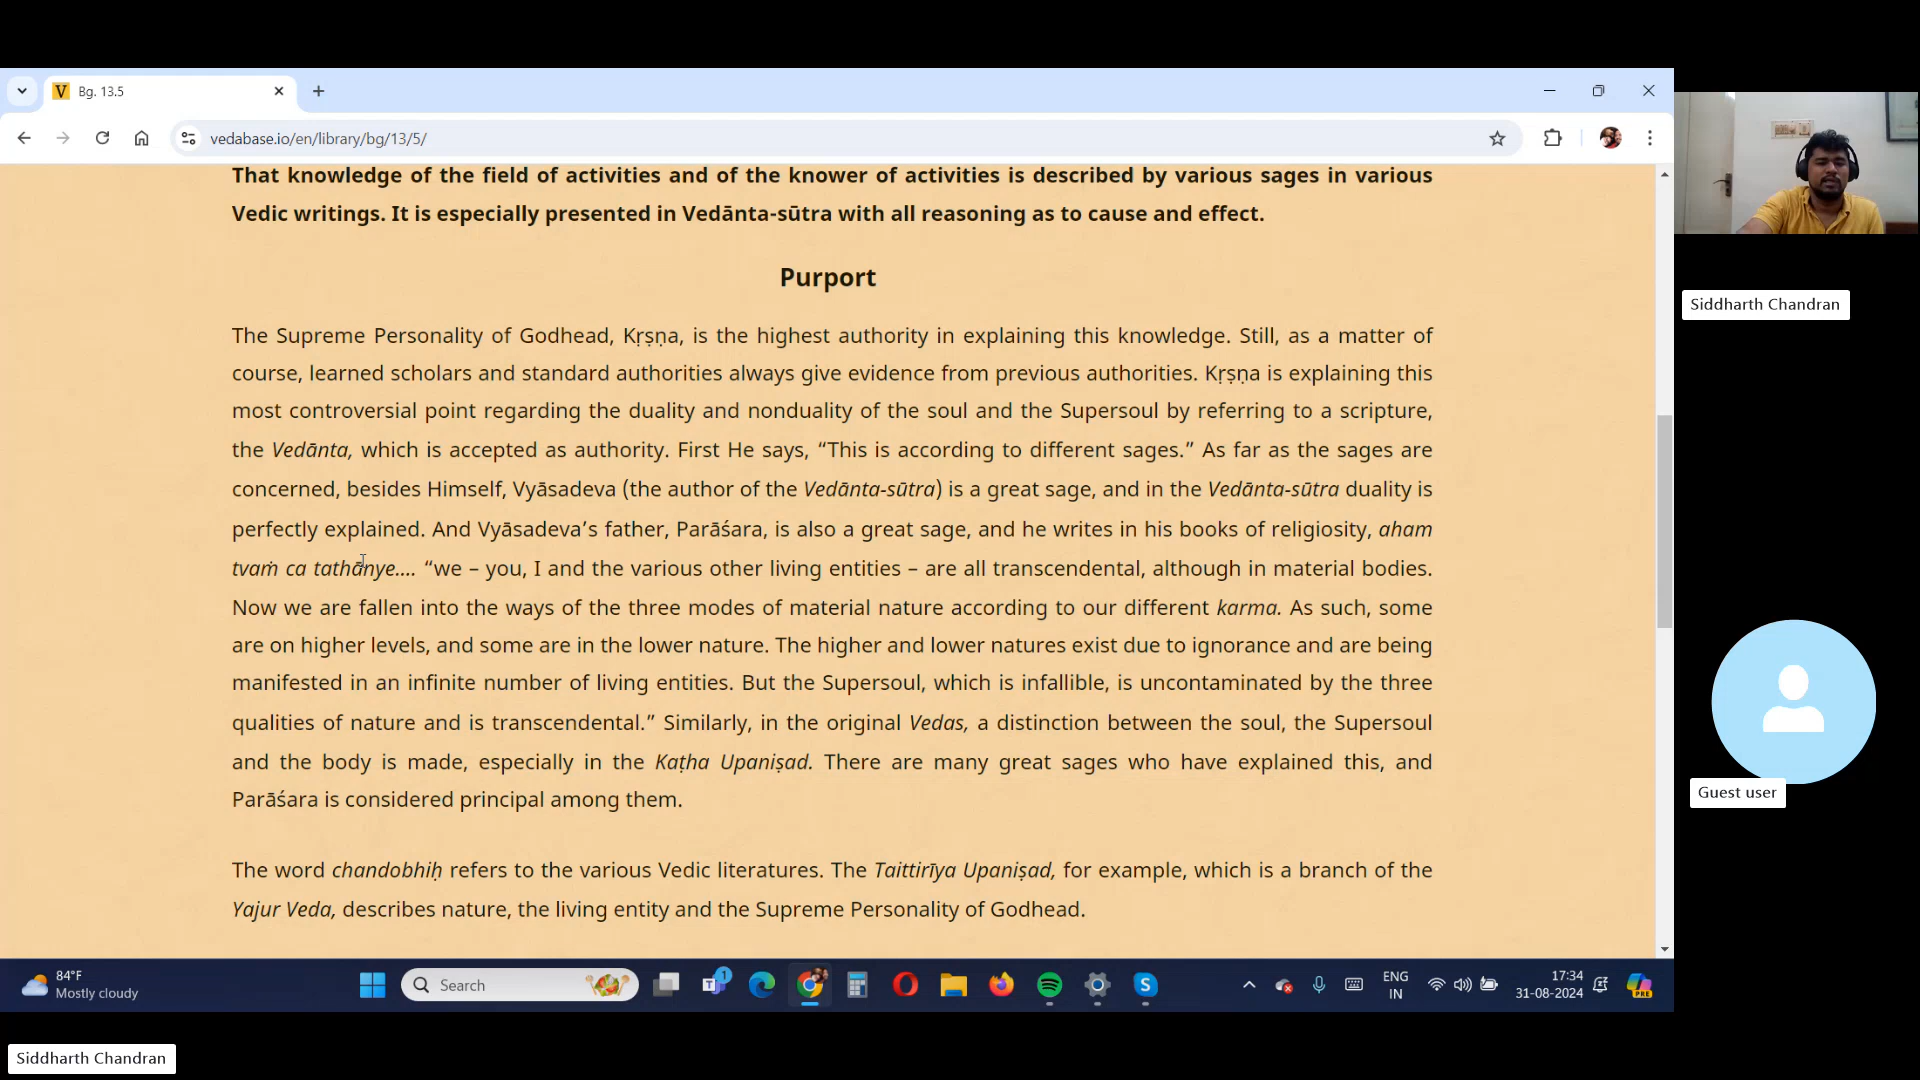 Bg. 13.5
vedabase.io/en/library/bg/13/5/
That knowledge of the field of activities and of the knower of activities is described by various sages in various
Vedic writings. It is especially presented in Vedānta-sūtra with all reasoning as to cause and effect.
Purport
The Supreme Personality of Godhead, Kṛṣṇa, is the highest authority in explaining this knowledge. Still, as a matter of
course, learned scholars and standard authorities always give evidence from previous authorities. Kṛṣṇa is explaining this
most controversial point regarding the duality and nonduality of the soul and the Supersoul by referring to a scripture,
the Vedānta, which is accepted as authority. First He says, “This is according to different sages.” As far as the sages are
concerned, besides Himself, Vyāsadeva (the author of the Vedānta-sūtra) is a great sage, and in the Vedānta-sūtra duality is
perfectly explained. And Vyāsadeva’s father, Parāśara, is also a great sage, and he writes in his books of religiosity, aham
tvaṁ ca tathānye.... “we – you, I and the various other living entities – are all transcendental, although in material bodies.
Now we are fallen into the ways of the three modes of material nature according to our different karma. As such, some
are on higher levels, and some are in the lower nature. The higher and lower natures exist due to ignorance and are being
manifested in an infinite number of living entities. But the Supersoul, which is infallible, is uncontaminated by the three
qualities of nature and is transcendental.” Similarly, in the original Vedas, a distinction between the soul, the Supersoul
and the body is made, especially in the Kaṭha Upaniṣad. There are many great sages who have explained this, and
Parāśara is considered principal among them.
The word chandobhiḥ refers to the various Vedic literatures. The Taittirīya Upaniṣad, for example, which is a branch of the
Yajur Veda, describes nature, the living entity and the Supreme Personality of Godhead.
Siddharth Chandran
Guest user
84°F
Mostly cloudy
Search
1
ENG
IN
17:34
31-08-2024
PRE
Siddharth Chandran